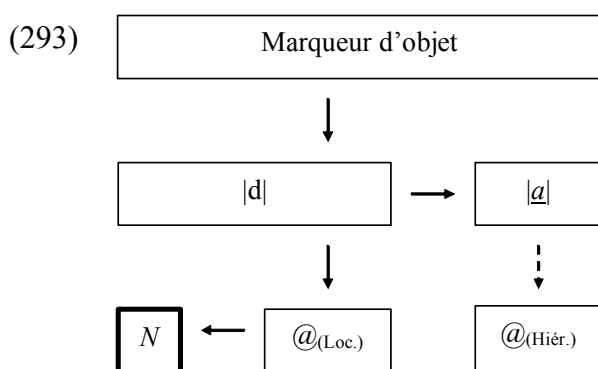 (293) Marqueur d'objet
|d| |a|
N @(Loc.) @(Hiér.)